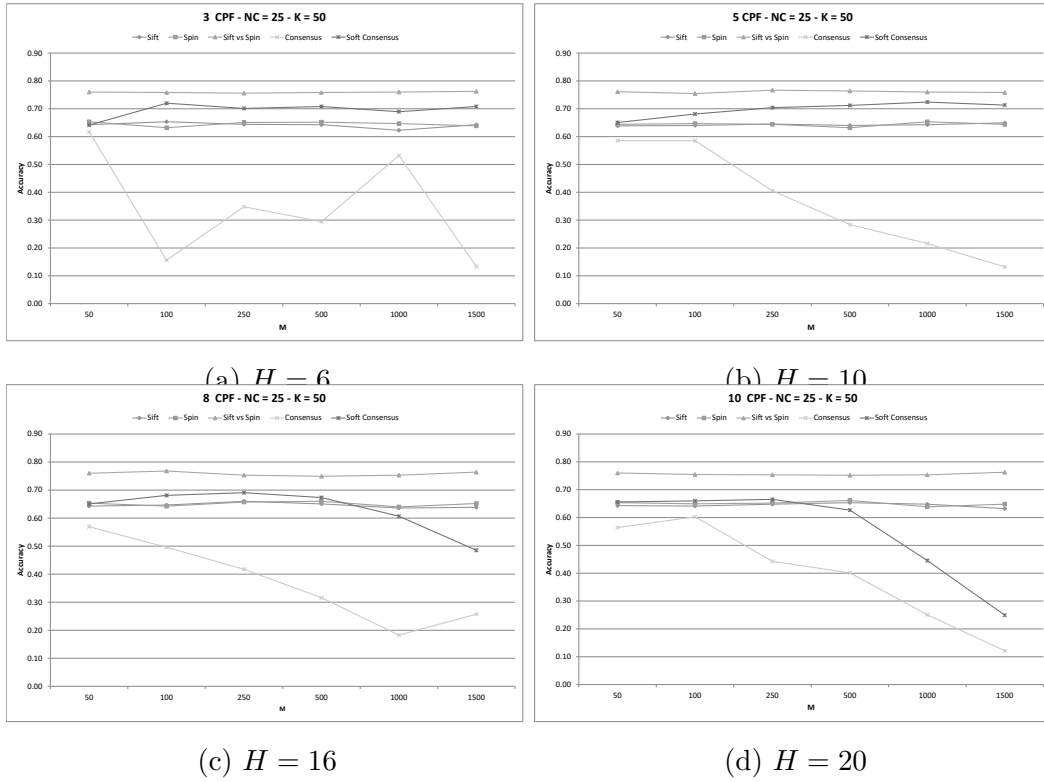 3 CPF - NC = 25 - K = 50
Sift Spin Sift vs Spin Consensus Soft Consensus
0.90
0.80
0.70
0.60
0.50
0.40
0.30
0.20
0.10
0.00
Accuracy
50 100 250 500 1000 1500
M
(a) H = 6
5 CPF - NC = 25 - K = 50
Sift Spin Sift vs Spin Consensus Soft Consensus
0.90
0.80
0.70
0.60
0.50
0.40
0.30
0.20
0.10
0.00
Accuracy
50 100 250 500 1000 1500
M
(b) H = 10
8 CPF - NC = 25 - K = 50
Sift Spin Sift vs Spin Consensus Soft Consensus
0.90
0.80
0.70
0.60
0.50
0.40
0.30
0.20
0.10
0.00
Accuracy
50 100 250 500 1000 1500
M
(c) H = 16
10 CPF - NC = 25 - K = 50
Sift Spin Sift vs Spin Consensus Soft Consensus
0.90
0.80
0.70
0.60
0.50
0.40
0.30
0.20
0.10
0.00
Accuracy
50 100 250 500 1000 1500
M
(d) H = 20